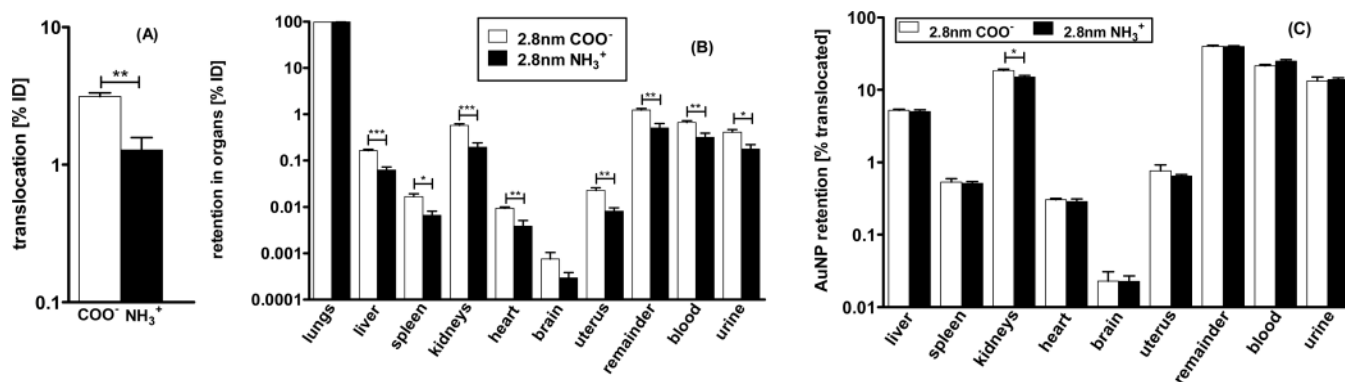 (A)
translocation [% ID]
10
1
0.1
**
COO⁻ NH₃⁺
(B)
retention in organs [% ID]
100
10
1
0.1
0.01
0.001
0.0001
2.8nm COO⁻
2.8nm NH₃⁺
***
*
***
**
**
**
**
*
lungs
liver
spleen
kidneys
heart
brain
uterus
remainder
blood
urine
(C)
AuNP retention [% translocated]
100
10
1
0.1
0.01
2.8nm COO⁻ 2.8nm NH₃⁺
*
liver
spleen
kidneys
heart
brain
uterus
remainder
blood
urine